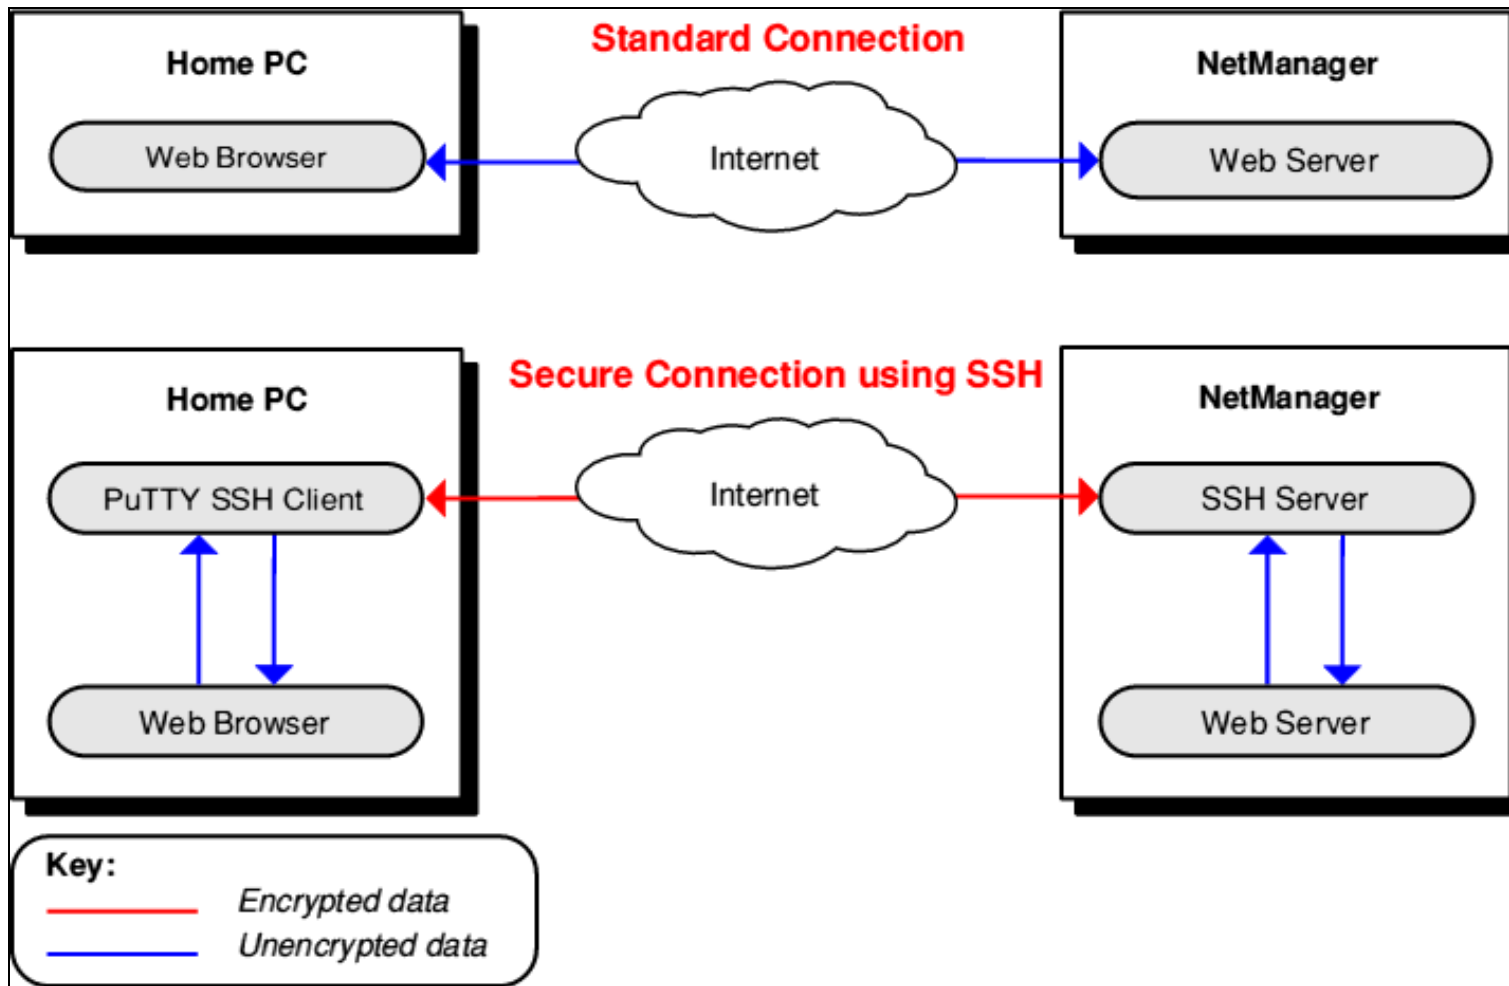 Standard Connection
Home PC
NetManager
Web Browser
Internet
Web Server
Secure Connection using SSH
Home PC
NetManager
PuTTY SSH Client
Internet
SSH Server
Web Browser
Web Server
Key:
Encrypted data
Unencrypted data